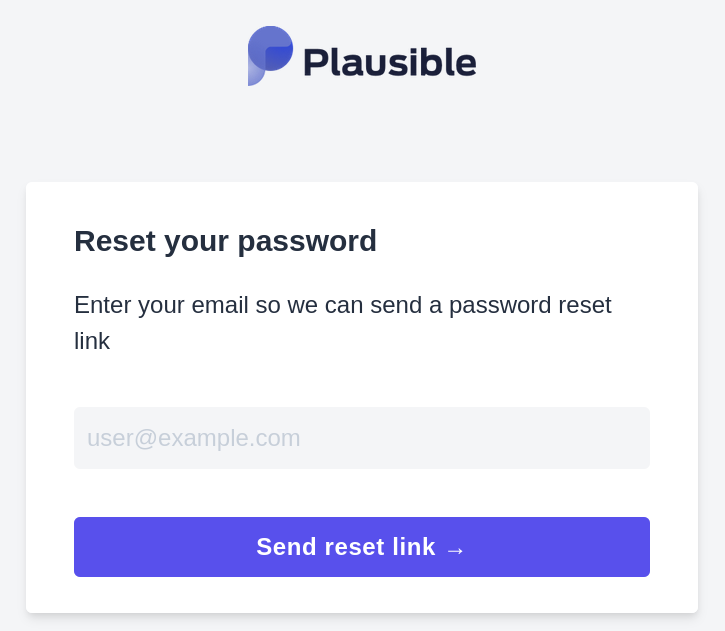 Plausible
Reset your password
Enter your email so we can send a password reset
link
user@example.com
Send reset link →